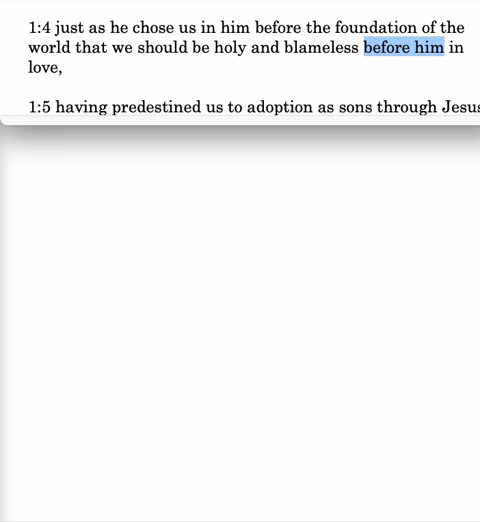 1:4 just as he chose us in him before the foundation of the
world that we should be holy and blameless before him in
love,
1:5 having predestined us to adoption as sons through Jesus